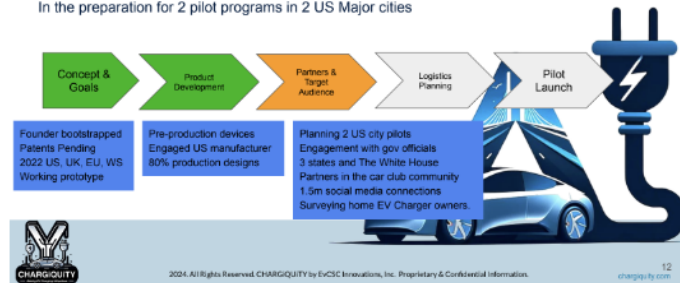 In the preparation for 2 pilot programs in 2 US Major cities
Concept &
Goals
Product
Development
Partners &
Target
Audience
Logistics
Planning
Pilot
Launch
Founder bootstrapped
Patents Pending
2022 US, UK, EU, WS
Working prototype
Pre-production devices
Engaged US manufacturer
80% production designs
Planning 2 US city pilots
Engagement with gov officials
3 states and The White House
Partners in the car club community
1.5m social media connections
Surveying home EV Charger owners.
CHARGIQUITY
2024. All Rights Reserved. CHARGIQUITY by EvCSC Innovations, Inc. Proprietary & Confidential Information.
12
chargiquity.com